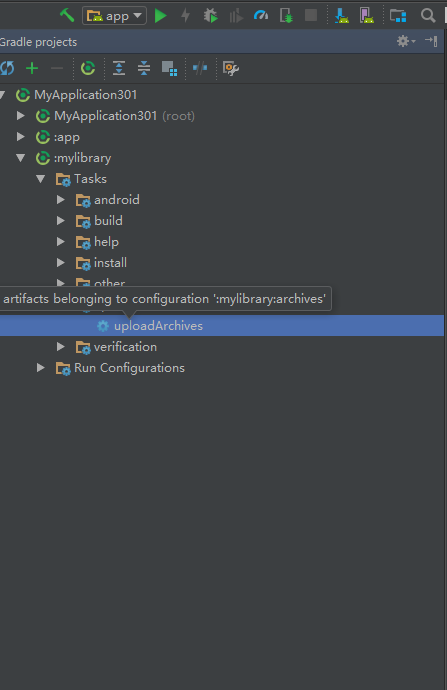 app
Gradle projects
MyApplication301
MyApplication301 (root)
:app
:mylibrary
Tasks
android
build
help
install
other
artifacts belonging to configuration ':mylibrary:archives'
uploadArchives
verification
Run Configurations